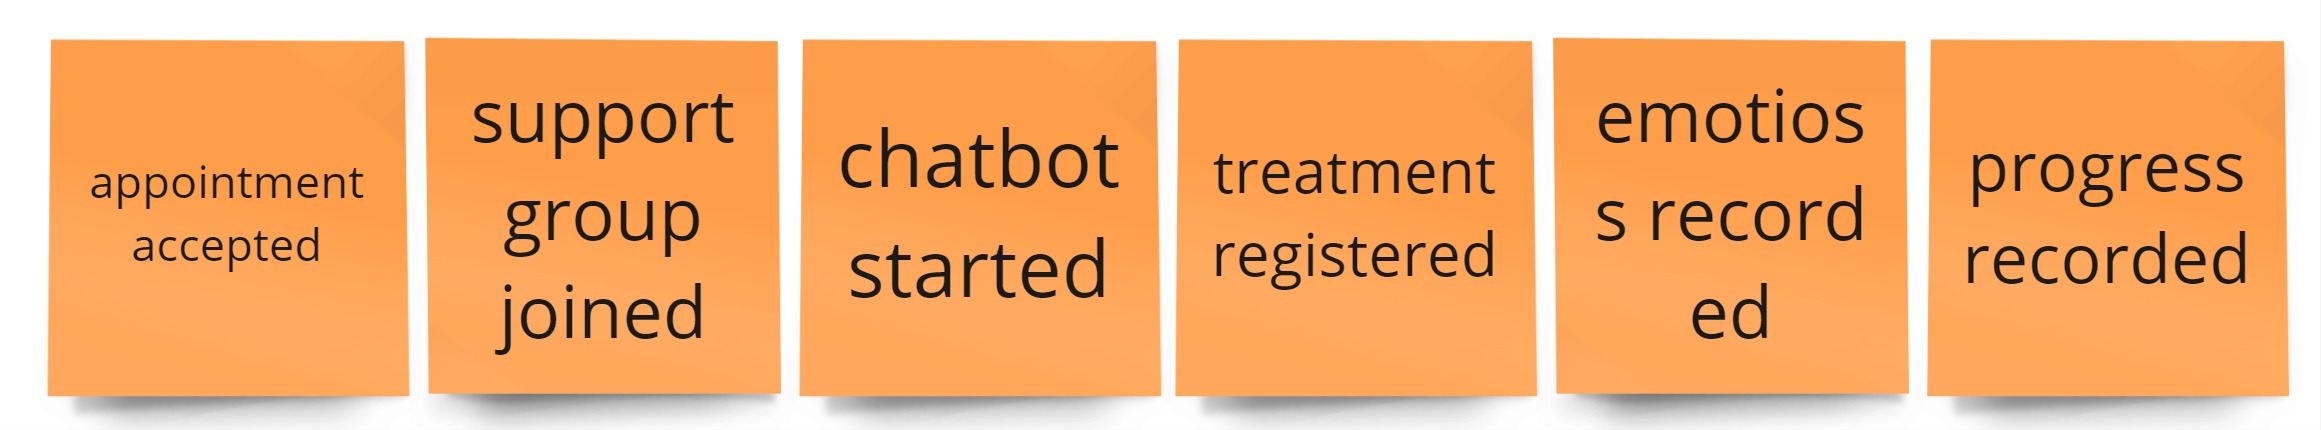 appointment
accepted
support
group
joined
chatbot
started
treatment
registered
emotios
s record
ed
progress
recorded